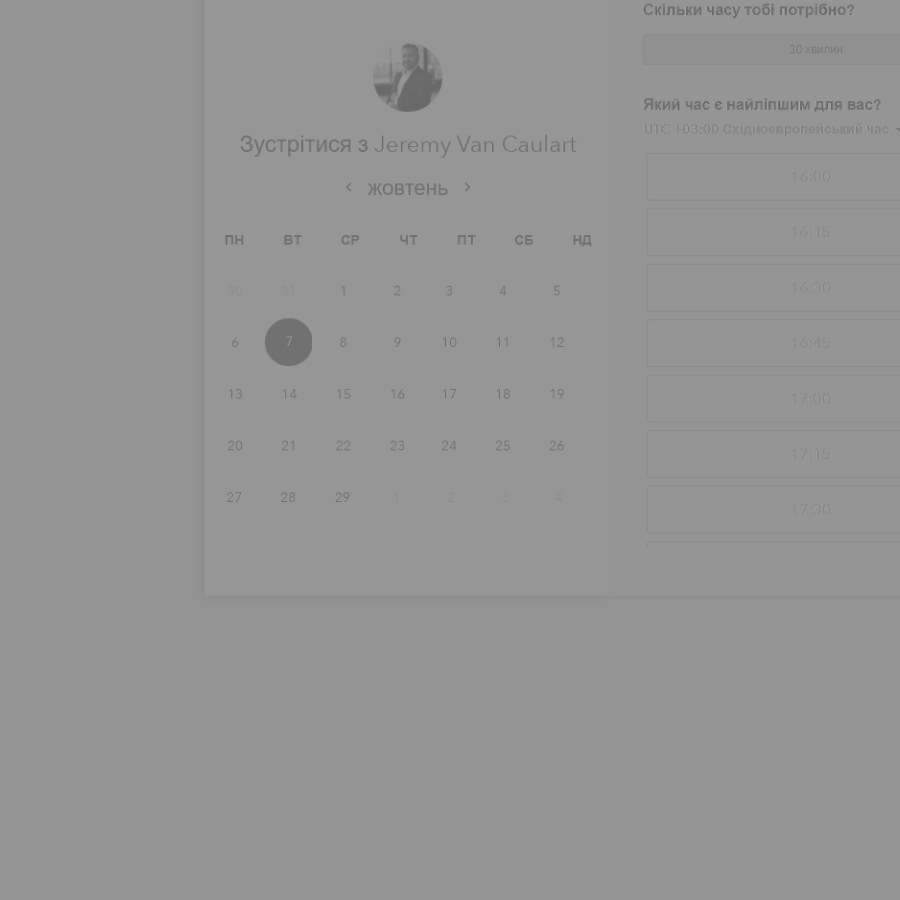 Зустрітися з Jeremy Van Caulart
жовтень
ПН ВТ СР ЧТ ПТ СБ НД
30 31 1 2 3 4 5
6 7 8 9 10 11 12
13 14 15 16 17 18 19
20 21 22 23 24 25 26
27 28 29 1 2 3 4
Скільки часу тобі потрібно?
30 хвилин
Який час є найліпшим для вас?
UTC +03:00 Східноєвропейський час
16:00
16:15
16:30
16:45
17:00
17:15
17:30